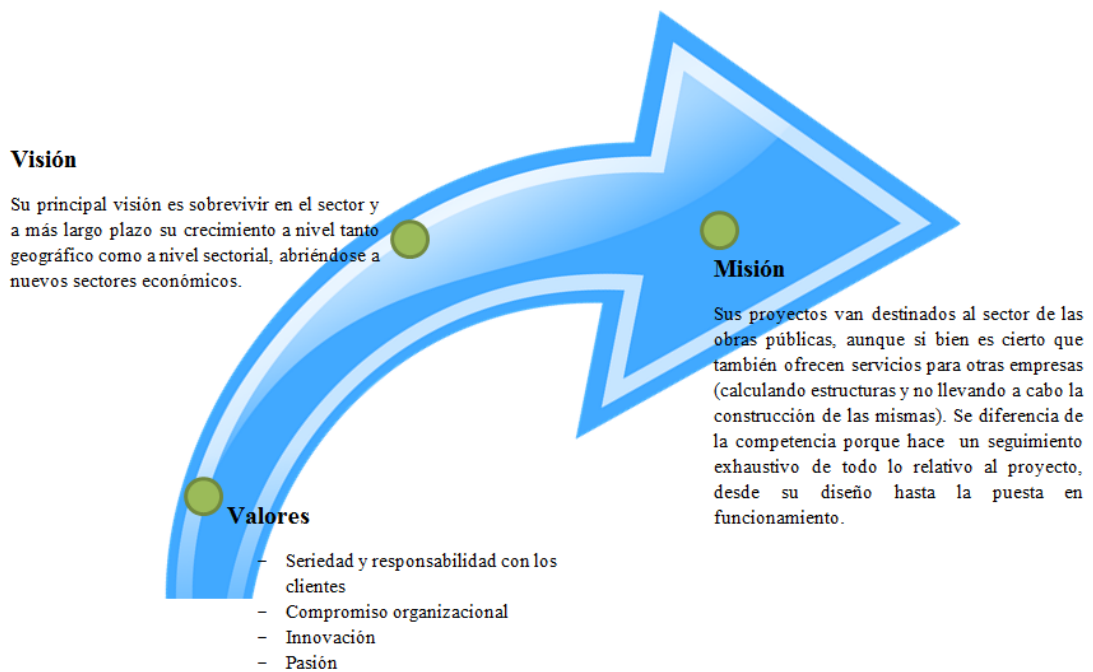 Visión
Su principal visión es sobrevivir en el sector y
a más largo plazo su crecimiento a nivel tanto
geográfico como a nivel sectorial, abriéndose a
nuevos sectores económicos.
Misión
Sus proyectos van destinados al sector de las
obras públicas, aunque si bien es cierto que
también ofrecen servicios para otras empresas
(calculando estructuras y no llevando a cabo la
construcción de las mismas). Se diferencia de
la competencia porque hace un seguimiento
exhaustivo de todo lo relativo al proyecto,
desde su diseño hasta la puesta en
funcionamiento.
Valores
– Seriedad y responsabilidad con los
clientes
– Compromiso organizacional
– Innovación
– Pasión